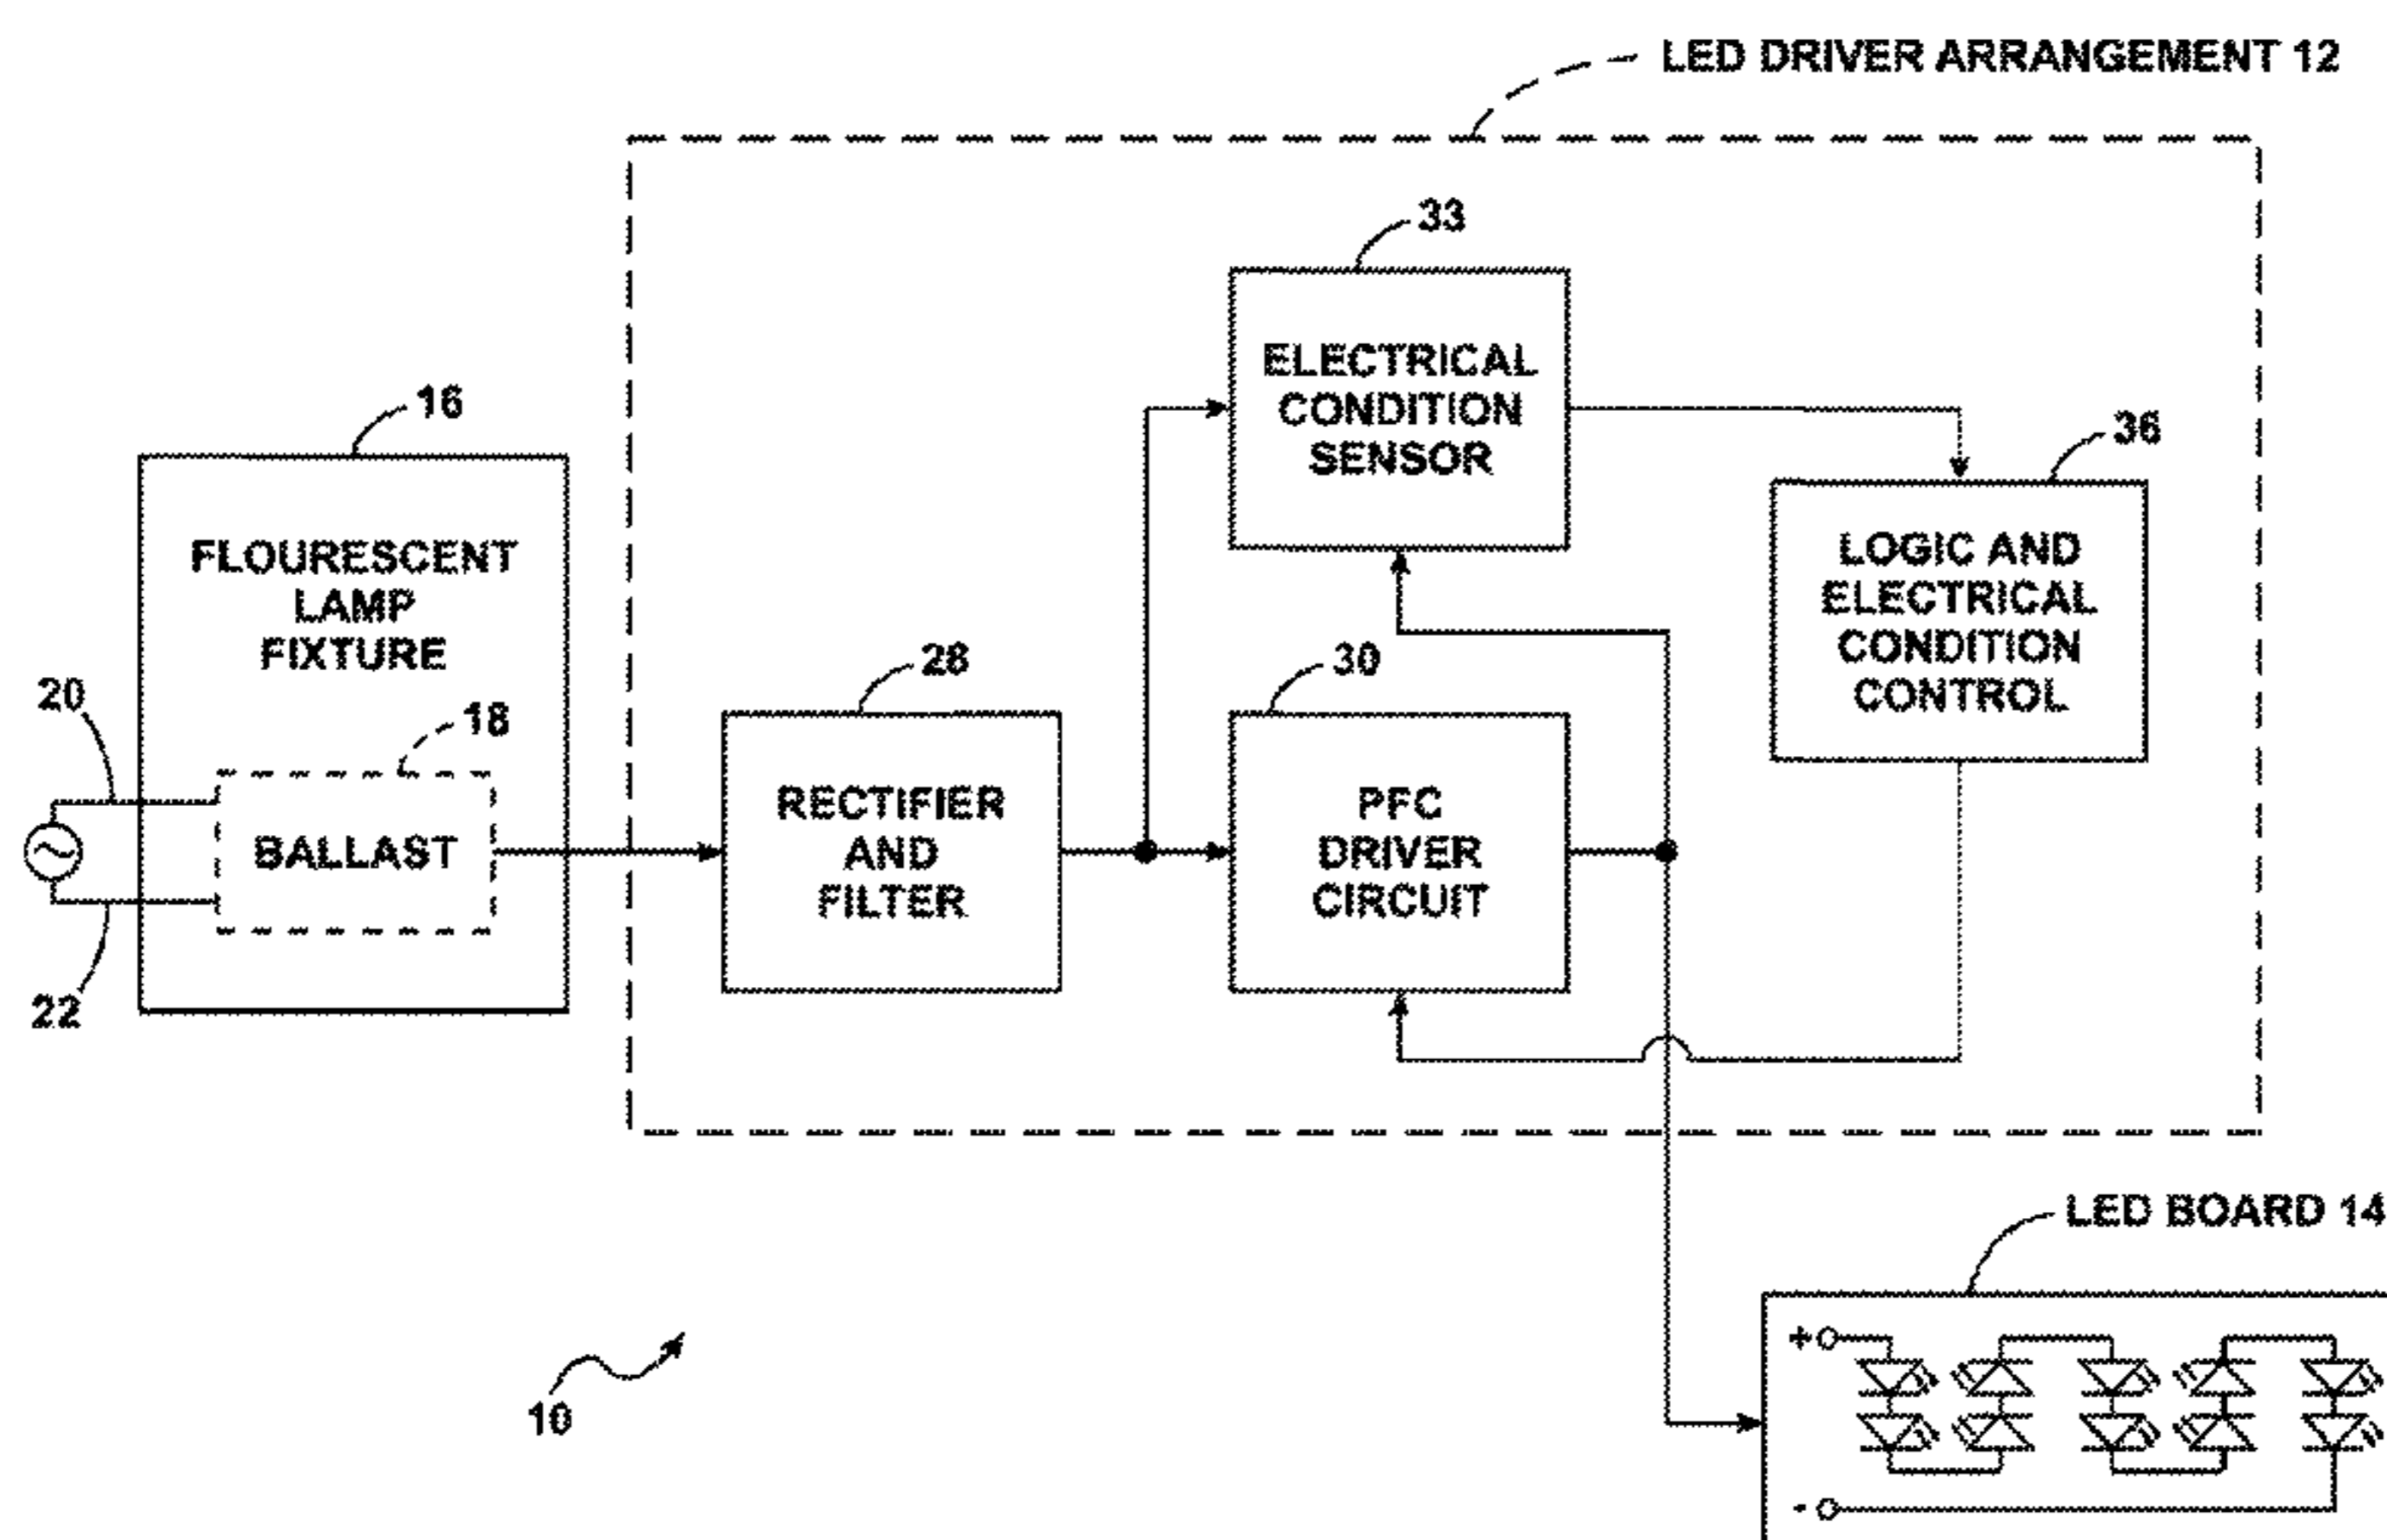 LED DRIVER ARRANGEMENT 12
33
ELECTRICAL
CONDITION
SENSOR
16
36
FLOURESCENT
LAMP
FIXTURE
LOGIC AND
ELECTRICAL
CONDITION
CONTROL
20
18
28
30
BALLAST
RECTIFIER
AND
FILTER
PFC
DRIVER
CIRCUIT
22
LED BOARD 14
+
10
-